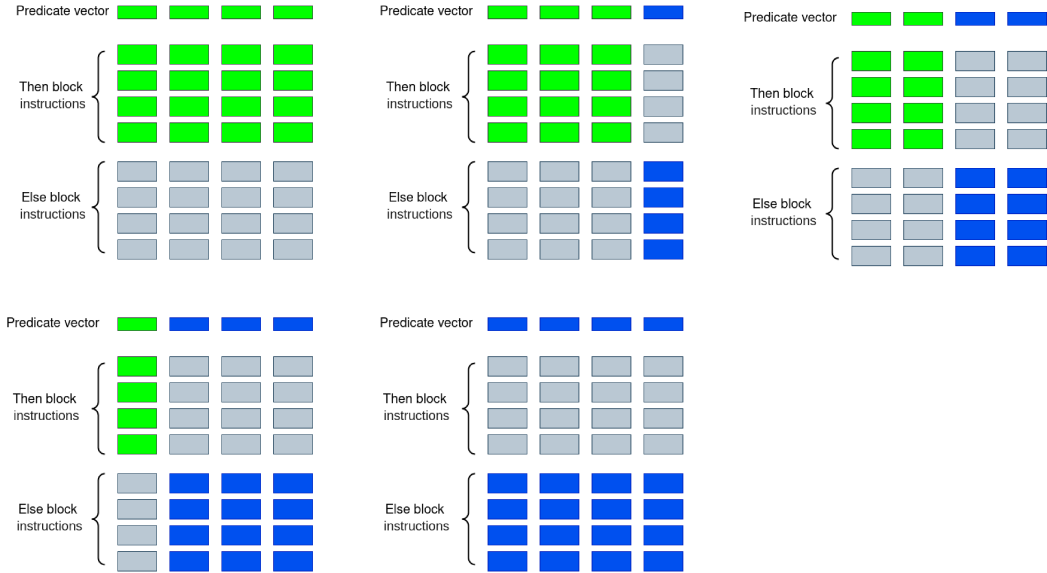 Predicate vector
Then block
instructions
Else block
instructions
Predicate vector
Then block
instructions
Else block
instructions
Predicate vector
Then block
instructions
Else block
instructions
Predicate vector
Then block
instructions
Else block
instructions
Predicate vector
Then block
instructions
Else block
instructions